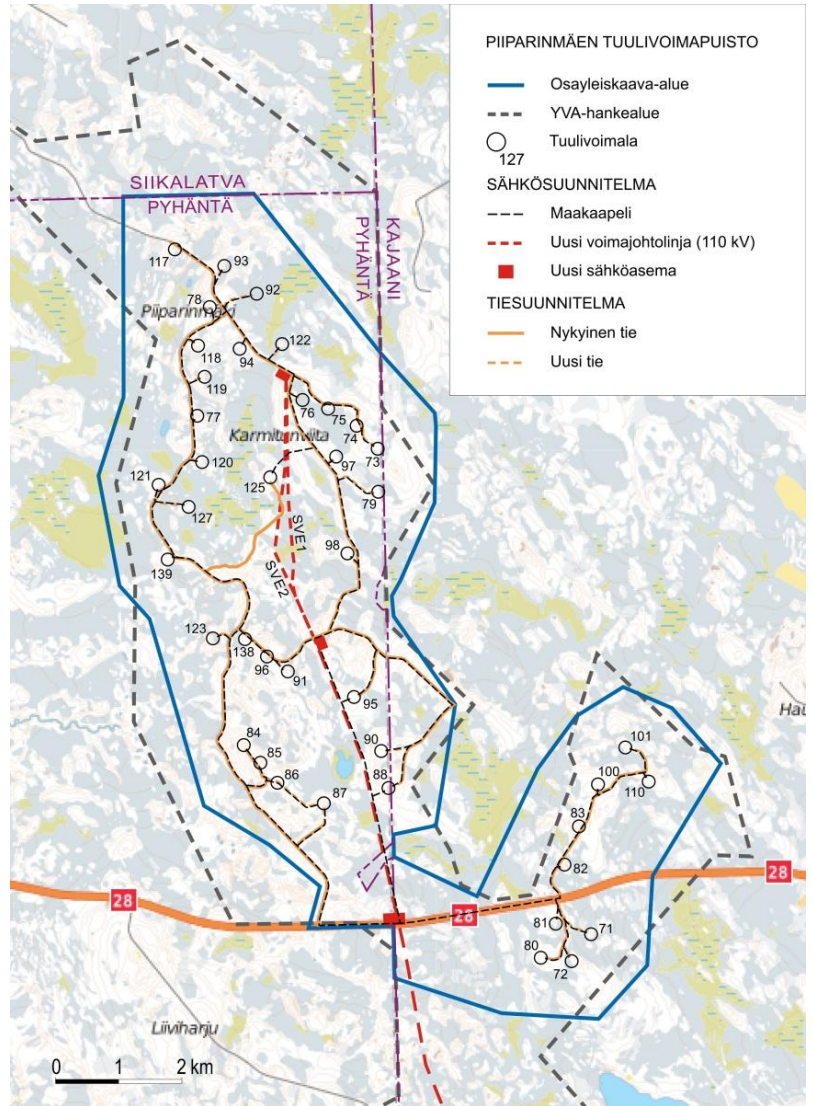 PIIPARINMÄEN TUULIVOIMAPUISTO
Osayleiskaava-alue
YVA-hankealue
Tuulivoimala
127
SÄHKÖSUUNNITELMA
Maakaapeli
Uusi voimajohtolinja (110 kV)
Uusi sähköasema
TIESUUNNITELMA
Nykyinen tie
Uusi tie
SIIKALATVA
PYHÄNTÄ
KAJAANI
PYHÄNTÄ
117
93
92
78
Piiparinmäki
122
118
94
119
76
75
77
74
Karmitunviita
73
97
120
121
125
79
127
SVE1
98
139
SVE2
123
138
96
91
95
84
90
101
85
86
88
100
110
87
83
82
28
28
28
81
71
80
72
Liiviharju
0 1 2 km